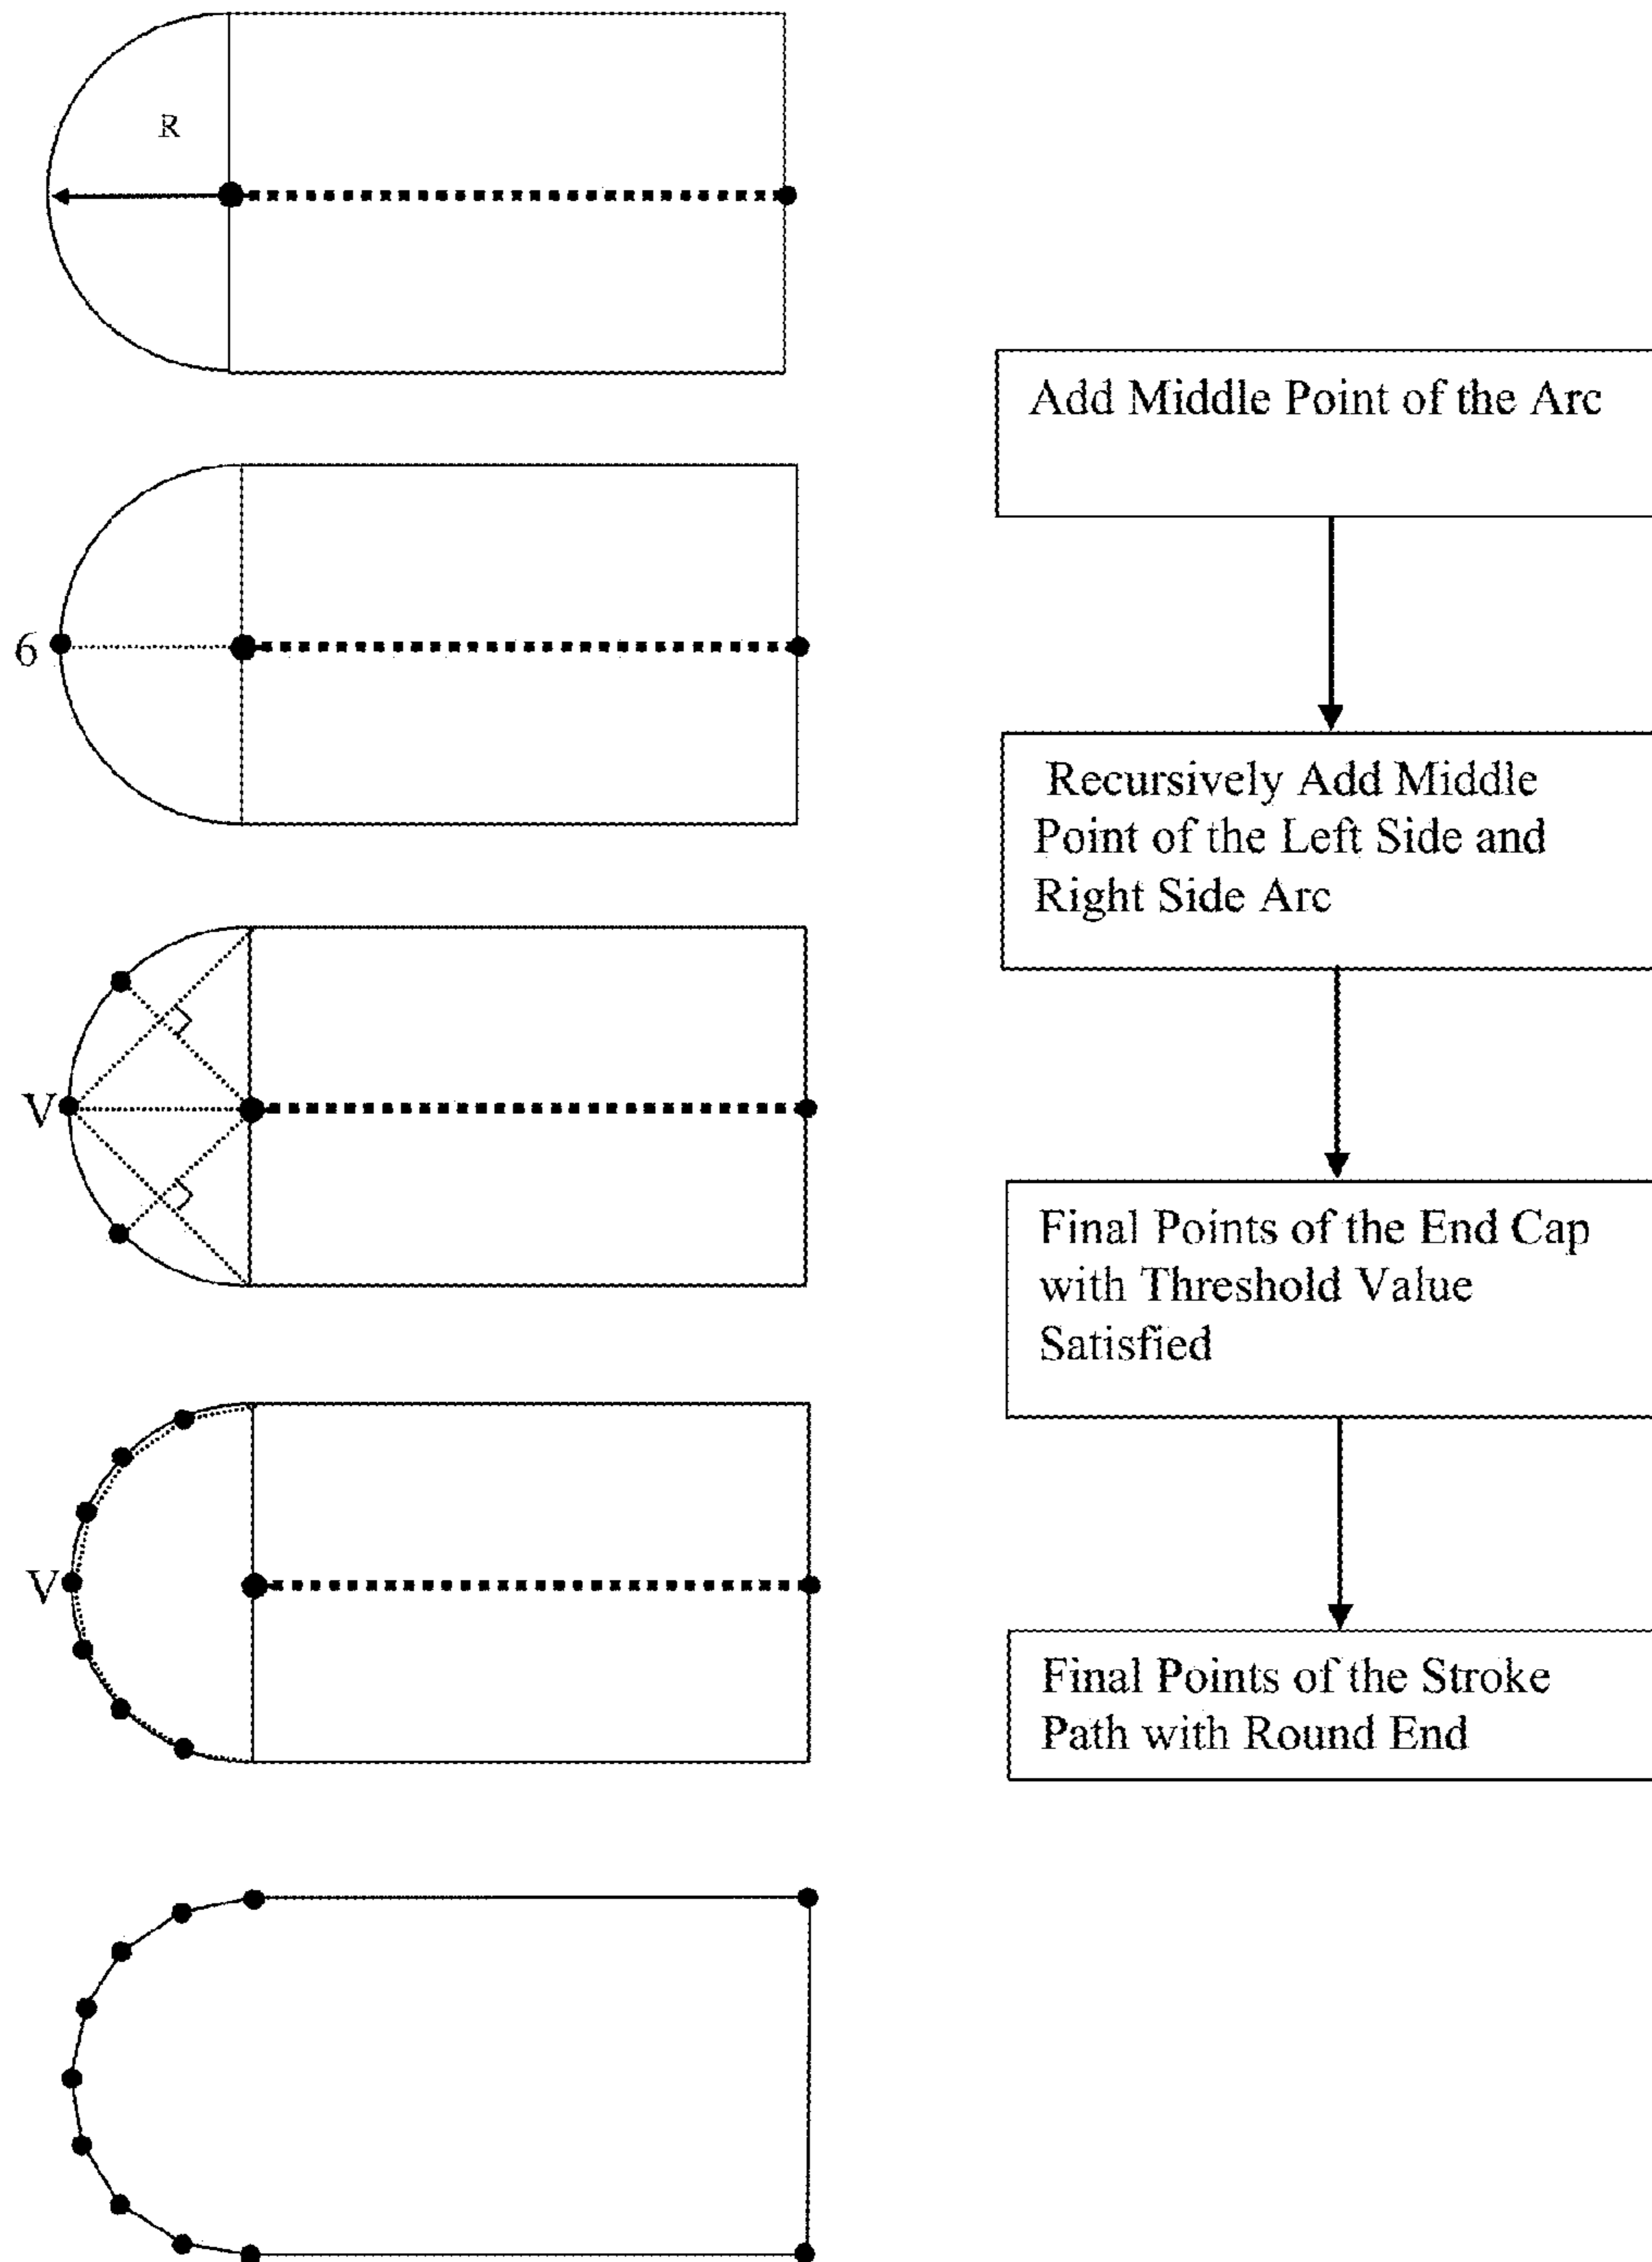 R
Add Middle Point of the Arc
6
Recursively Add Middle
Point of the Left Side and
Right Side Arc
V
Final Points of the End Cap
with Threshold Value
Satisfied
V
Final Points of the Stroke
Path with Round End